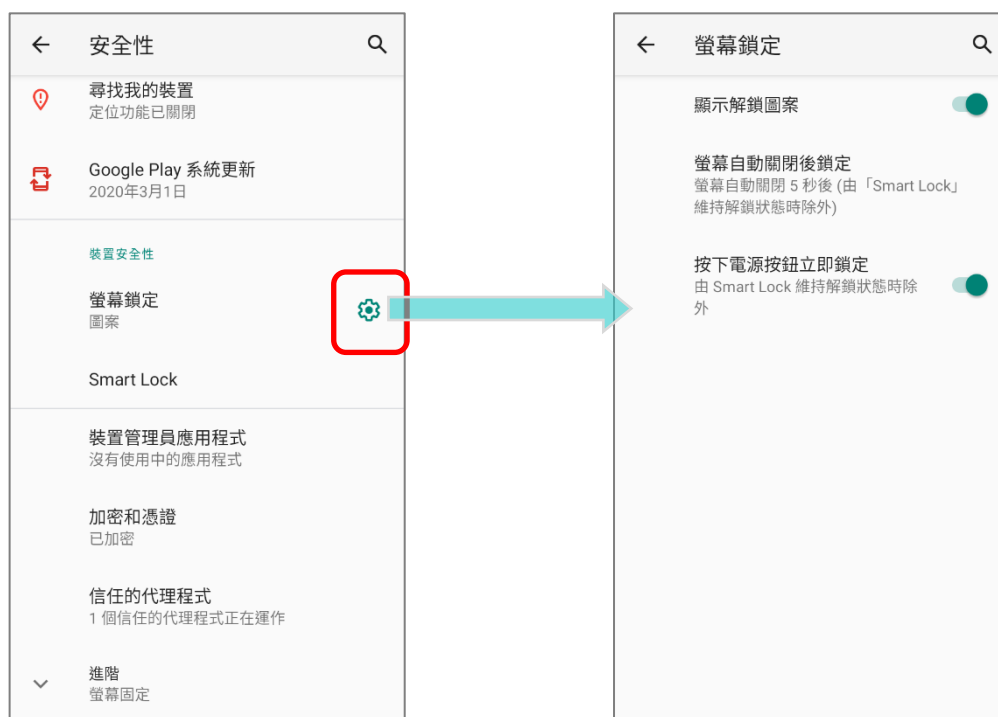 安全性
尋找我的裝置
定位功能已關閉
Google Play 系統更新
2020年3月1日
裝置安全性
螢幕鎖定
圖案
Smart Lock
裝置管理員應用程式
沒有使用中的應用程式
加密和憑證
已加密
信任的代理程式
1 個信任的代理程式正在運作
進階
螢幕固定
螢幕鎖定
顯示解鎖圖案
螢幕自動關閉後鎖定
螢幕自動關閉 5 秒後 (由「Smart Lock」
維持解鎖狀態時除外)
按下電源按鈕立即鎖定
由 Smart Lock 維持解鎖狀態時除
外